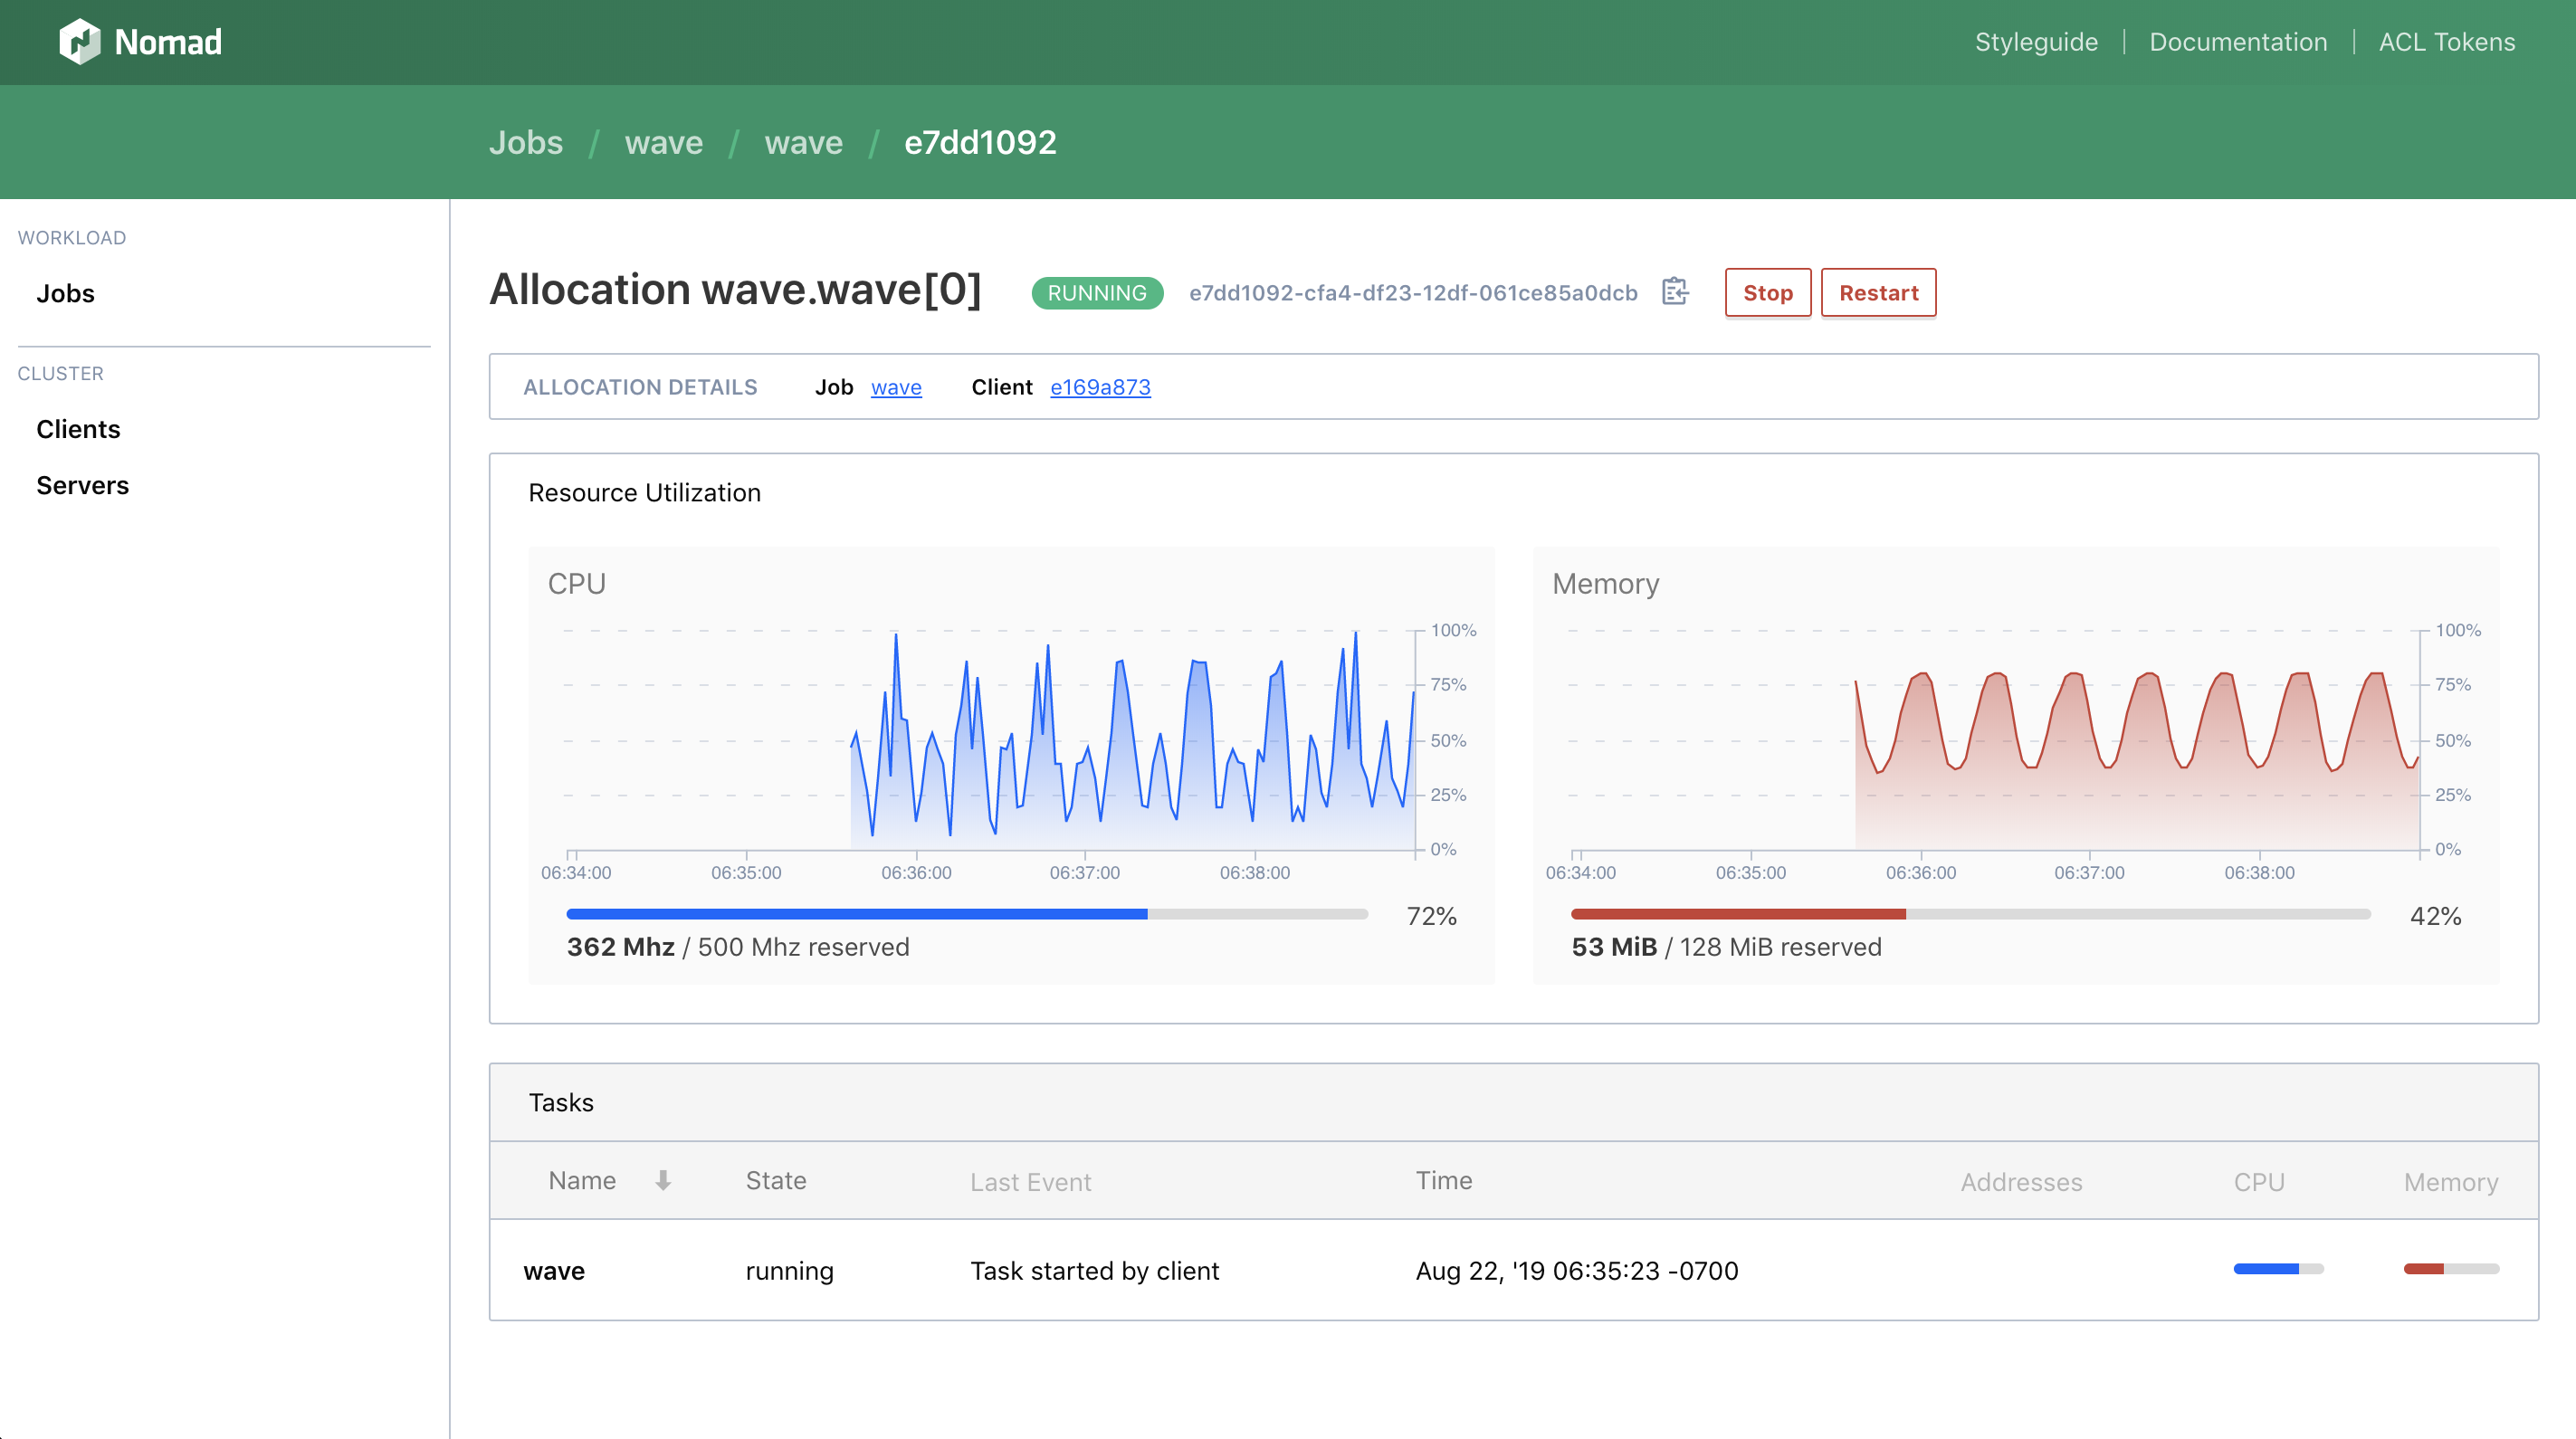 Nomad
Styleguide | Documentation | ACL Tokens
Jobs / wave / wave / e7dd1092
WORKLOAD
Jobs
CLUSTER
Clients
Servers
Allocation wave.wave[0] RUNNING e7dd1092-cfa4-df23-12df-061ce85a0dcb Stop Restart
ALLOCATION DETAILS Job wave Client e169a873
Resource Utilization
CPU
100%
75%
50%
25%
0%
06:34:00 06:35:00 06:36:00 06:37:00 06:38:00
72%
362 Mhz / 500 Mhz reserved
Memory
100%
75%
50%
25%
0%
06:34:00 06:35:00 06:36:00 06:37:00 06:38:00
42%
53 MiB / 128 MiB reserved
Tasks
Name State Last Event Time Addresses CPU Memory
wave running Task started by client Aug 22, '19 06:35:23 -0700